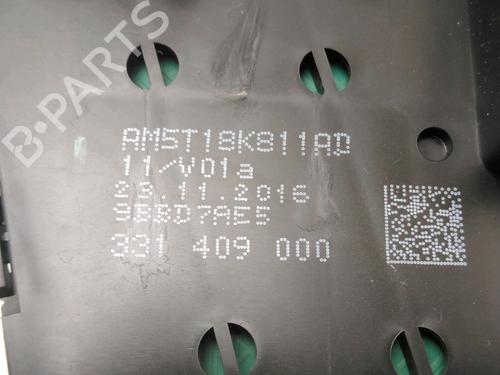 B-PARTS
AM5T18K811AD
11/V01a
29.11.2016
9BBD7AE5
331 409 000